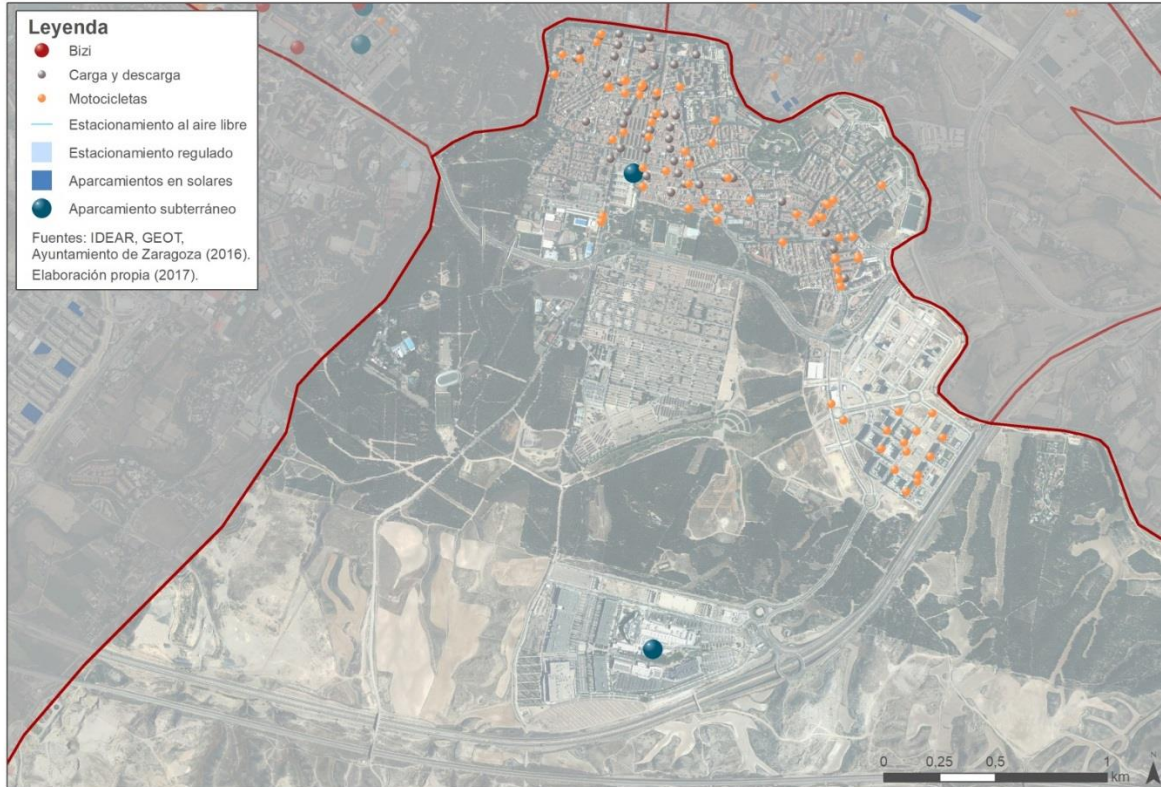 Leyenda
Bizi
Carga y descarga
Motocicletas
Estacionamiento al aire libre
Estacionamiento regulado
Aparcamientos en solares
Aparcamiento subterráneo
Fuentes: IDEAR, GEOT,
Ayuntamiento de Zaragoza (2016).
Elaboración propia (2017).
0 0,25 0,5 1
km
N